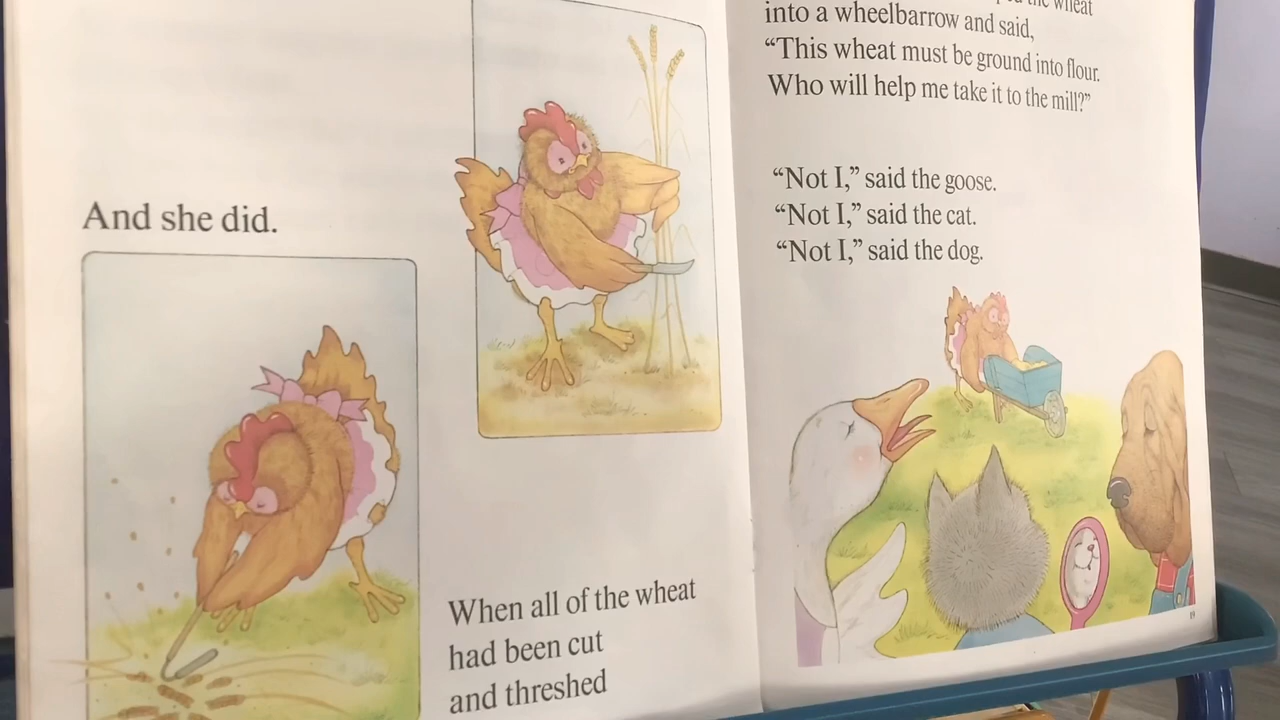 And she did.
When all of the wheat
had been cut
and threshed
the wheat
into a wheelbarrow and said,
“This wheat must be ground into flour.
Who will help me take it to the mill?”
“Not I,” said the goose.
“Not I,” said the cat.
“Not I,” said the dog.